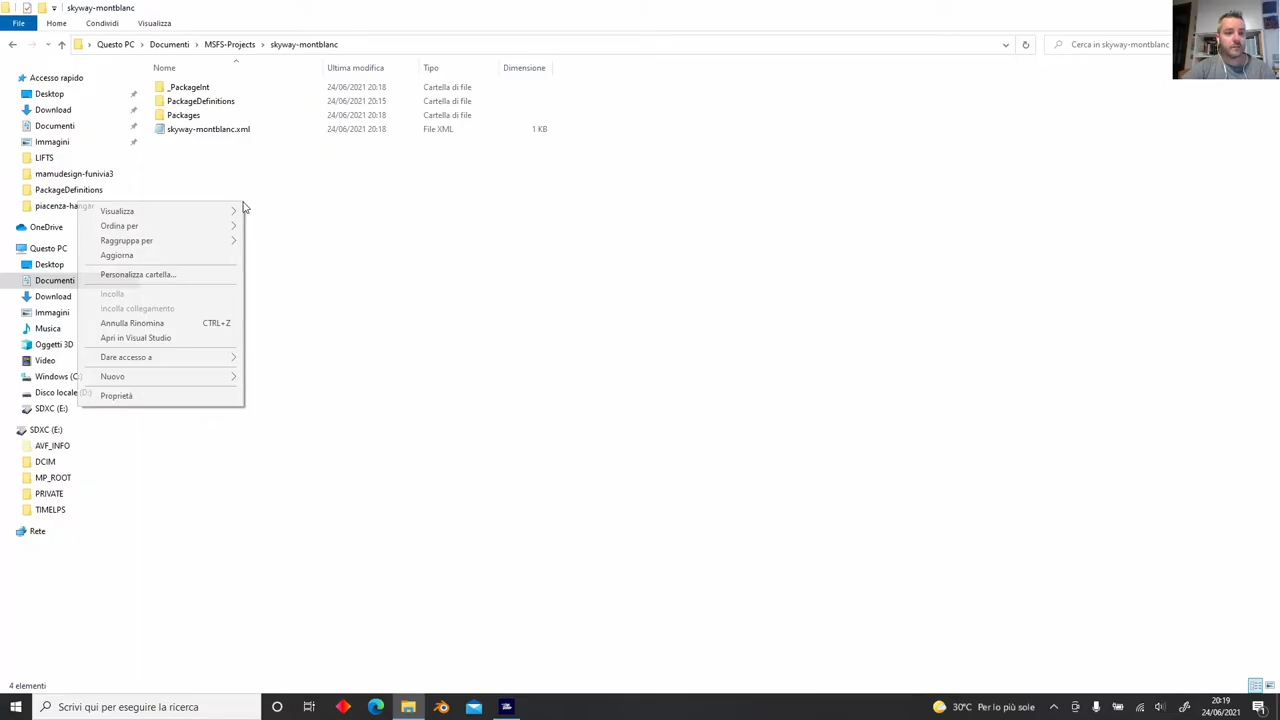 skyway-montblanc
File Home Condividi Visualizza
Questo PC Documenti MSFS-Projects skyway-montblanc Cerca in skyway-montblanc
Nome Ultima modifica Tipo Dimensione
_PackageInt 24/06/2021 20:18 Cartella di file
PackageDefinitions 24/06/2021 20:15 Cartella di file
Packages 24/06/2021 20:18 Cartella di file
skyway-montblanc.xml 24/06/2021 20:18 File XML 1 KB
Accesso rapido
Desktop
Download
Documenti
Immagini
LIFTS
mamudesign-funivia3
PackageDefinitions
piacenza-hangar
OneDrive
Questo PC
Desktop
Documenti
Download
Immagini
Musica
Oggetti 3D
Video
Windows (C:
Disco locale (D:)
SDXC (E:)
SDXC (E:)
AVF_INFO
DCIM
MP_ROOT
PRIVATE
TIMELPS
Rete
Visualizza
Ordina per
Raggruppa per
Aggiorna
Personalizza cartella...
Incolla
Incolla collegamento
Annulla Rinomina CTRL+Z
Apri in Visual Studio
Dare accesso a
Nuovo
Proprietà
4 elementi
Scrivi qui per eseguire la ricerca
30°C Per lo più sole
20:19
24/06/2021